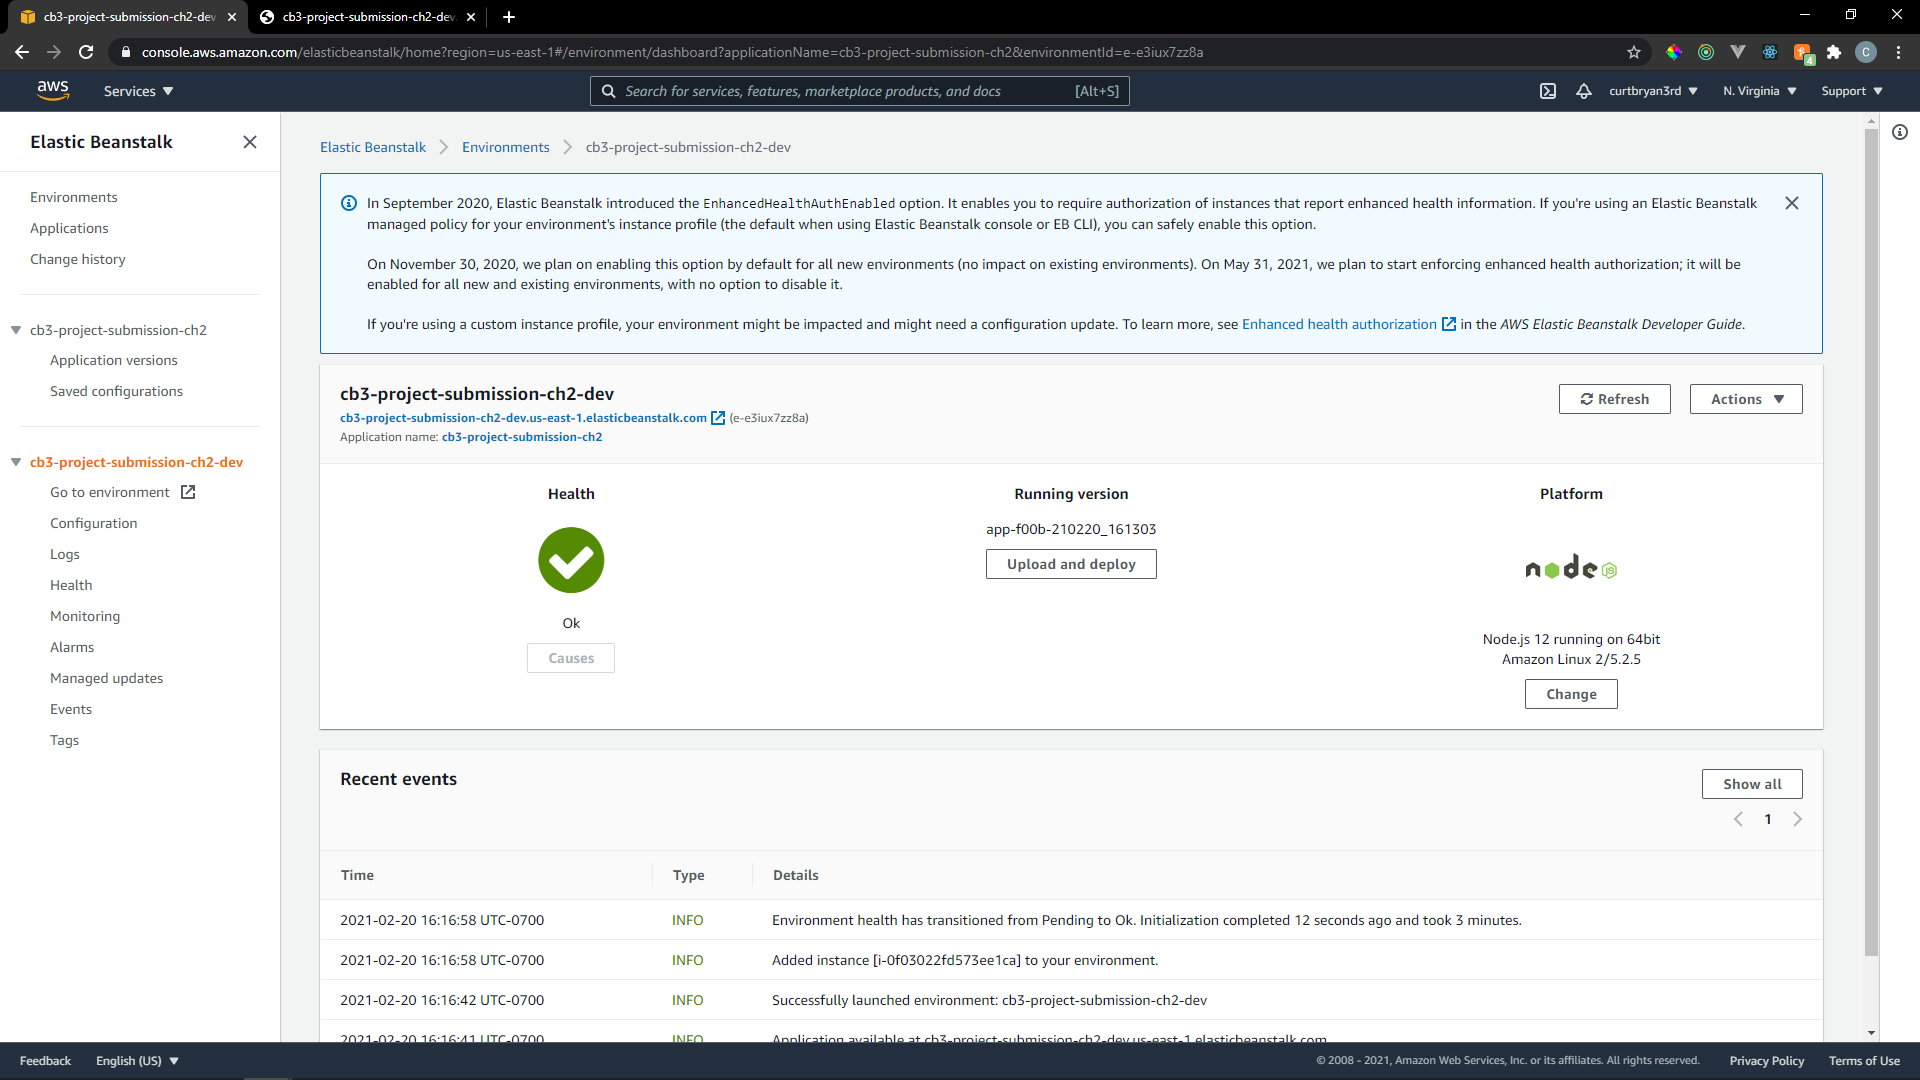 cb3-project-submission-ch2-dev
cb3-project-submission-ch2-dev.
console.aws.amazon.com/elasticbeanstalk/home?region=us-east-1#/environment/dashboard?applicationName=cb3-project-submission-ch2&environmentId=e-e3iux7zz8a
4
C
aws
Services
Search for services, features, marketplace products, and docs
[Alt+S]
curtbryan3rd
N. Virginia
Support
Elastic Beanstalk
Environments
Applications
Change history
cb3-project-submission-ch2
Application versions
Saved configurations
cb3-project-submission-ch2-dev
Go to environment
Configuration
Logs
Health
Monitoring
Alarms
Managed updates
Events
Tags
Elastic Beanstalk
Environments
cb3-project-submission-ch2-dev
In September 2020, Elastic Beanstalk introduced the EnhancedHealthAuthEnabled option. It enables you to require authorization of instances that report enhanced health information. If you're using an Elastic Beanstalk
managed policy for your environment's instance profile (the default when using Elastic Beanstalk console or EB CLI), you can safely enable this option.
On November 30, 2020, we plan on enabling this option by default for all new environments (no impact on existing environments). On May 31, 2021, we plan to start enforcing enhanced health authorization; it will be
enabled for all new and existing environments, with no option to disable it.
If you're using a custom instance profile, your environment might be impacted and might need a configuration update. To learn more, see Enhanced health authorization in the AWS Elastic Beanstalk Developer Guide.
cb3-project-submission-ch2-dev
cb3-project-submission-ch2-dev.us-east-1.elasticbeanstalk.com (e-e3iux7zz8a)
Application name: cb3-project-submission-ch2
Refresh
Actions
Health
Ok
Causes
Running version
app-f00b-210220_161303
Upload and deploy
Platform
node JS
Node.js 12 running on 64bit
Amazon Linux 2/5.2.5
Change
Recent events
Show all
1
Time Type Details
2021-02-20 16:16:58 UTC-0700 INFO Environment health has transitioned from Pending to Ok. Initialization completed 12 seconds ago and took 3 minutes.
2021-02-20 16:16:58 UTC-0700 INFO Added instance [i-0f03022fd573ee1ca] to your environment.
2021-02-20 16:16:42 UTC-0700 INFO Successfully launched environment: cb3-project-submission-ch2-dev
2021-02-20 16:16:41 UTC-0700 INFO Application available at cb3-project-submission-ch2-dev.us-east-1.elasticbeanstalk.com.
Feedback
English (US)
© 2008 - 2021, Amazon Web Services, Inc. or its affiliates. All rights reserved.
Privacy Policy
Terms of Use